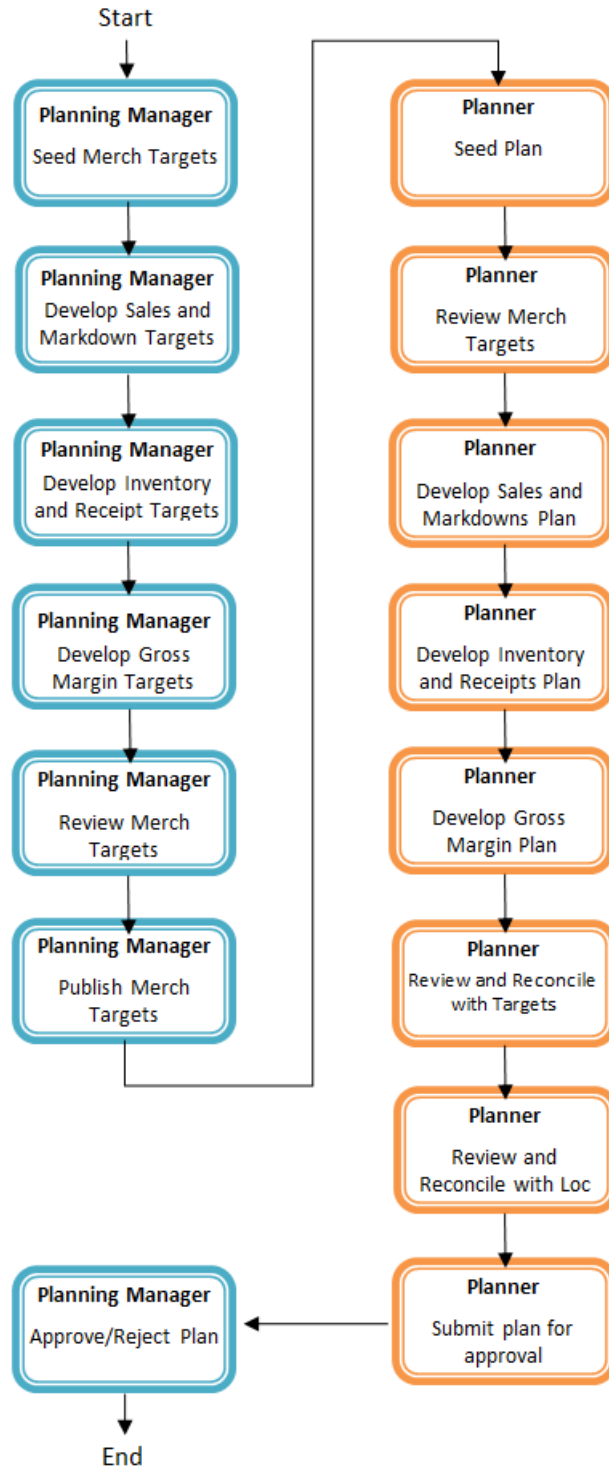 Start
Planning Manager
Seed Merch Targets
Planning Manager
Develop Sales and
Markdown Targets
Planning Manager
Develop Inventory
and Receipt Targets
Planning Manager
Develop Gross
Margin Targets
Planning Manager
Review Merch
Targets
Planning Manager
Publish Merch
Targets
Planner
Seed Plan
Planner
Review Merch
Targets
Planner
Develop Sales and
Markdowns Plan
Planner
Develop Inventory
and Receipts Plan
Planner
Develop Gross
Margin Plan
Planner
Review and Reconcile
with Targets
Planner
Review and
Reconcile with Loc
Planner
Submit plan for
approval
Planning Manager
Approve/Reject Plan
End